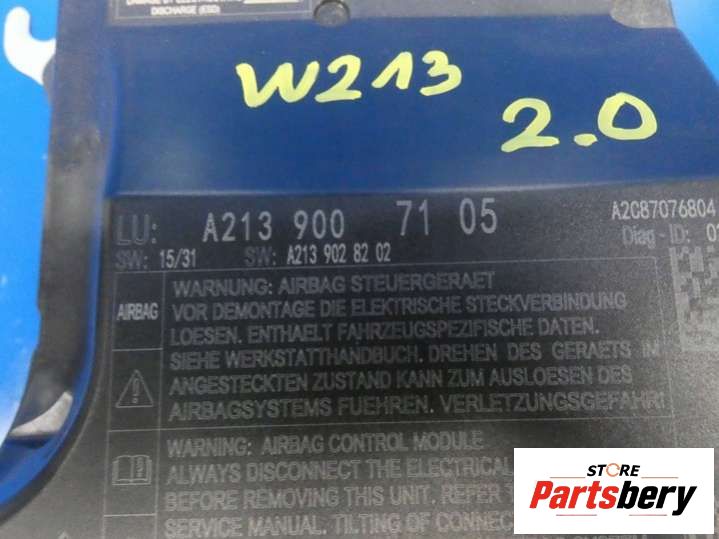 DISCHARGE (ESD)
W213
2.0
LU: A213 900 71 05 A2C87076804
SW: 15/31 SW: A213 902 82 02 Diag-ID:
WARNUNG: AIRBAG STEUERGERAET
AIRBAG VOR DEMONTAGE DIE ELEKTRISCHE STECKVERBINDUNG
LOESEN. ENTHAELT FAHRZEUGSPEZIFISCHE DATEN.
SIEHE WERKSTATTHANDBUCH. DREHEN DES GERAETS IM
ANGESTECKTEN ZUSTAND KANN ZUM AUSLOESEN DES
AIRBAGSYSTEMS FUEHREN. VERLETZUNGSGEFAHR!
WARNING: AIRBAG CONTROL MODULE
ALWAYS DISCONNECT THE ELECTRICAL
BEFORE REMOVING THIS UNIT. REFER
SERVICE MANUAL. TILTING OF
STORE
Partsbery